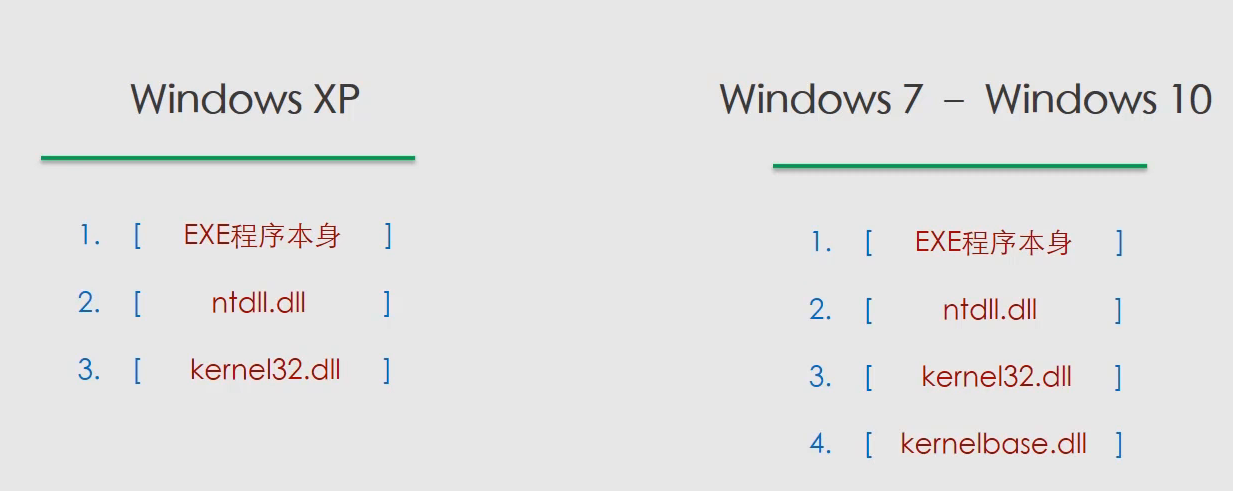 Windows XP
1. [ EXE程序本身 ]
2. [ ntdll.dll ]
3. [ kernel32.dll ]
Windows 7 – Windows 10
1. [ EXE程序本身 ]
2. [ ntdll.dll ]
3. [ kernel32.dll ]
4. [ kernelbase.dll ]